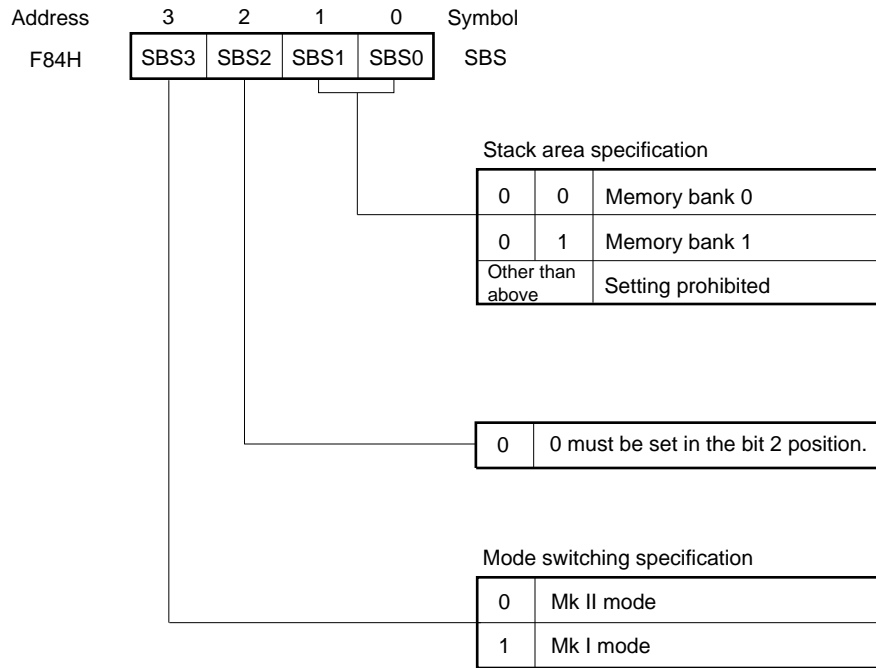 Address 3 2 1 0 Symbol
F84H SBS3 SBS2 SBS1 SBS0 SBS
Stack area specification
0 0 Memory bank 0
0 1 Memory bank 1
Other than
above
Setting prohibited
0 0 must be set in the bit 2 position.
Mode switching specification
0 Mk II mode
1 Mk I mode